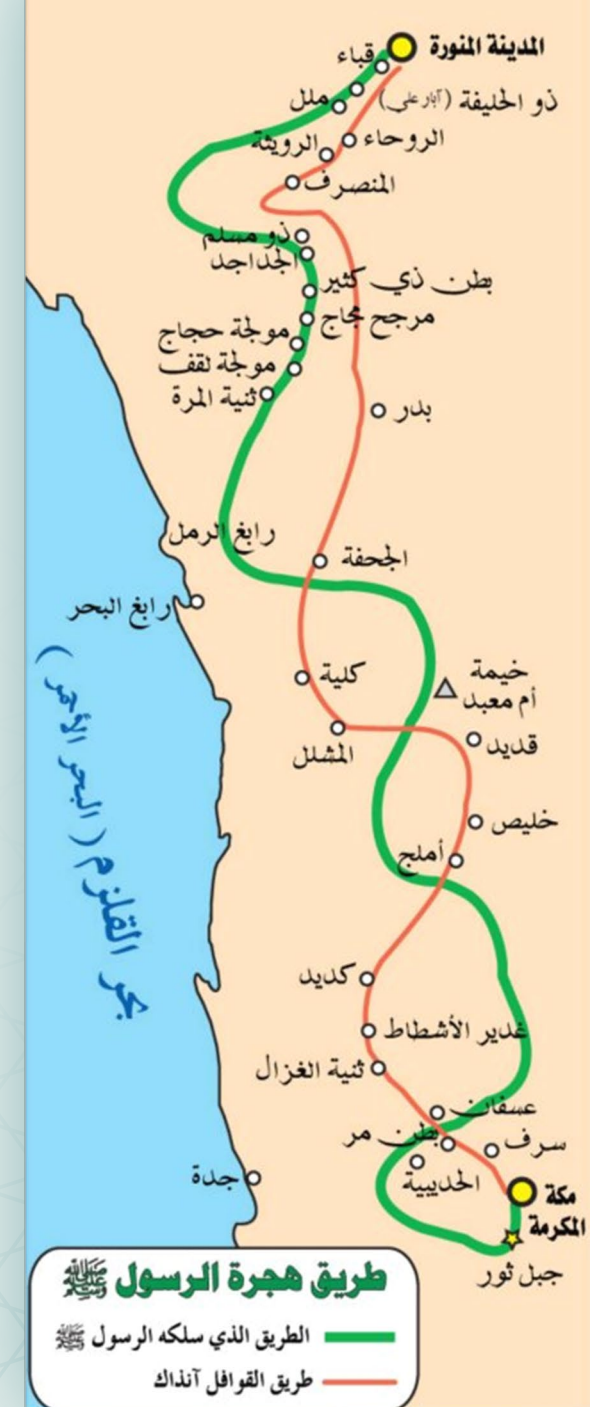 المدينة المنورة
قباء
ذو الحليفة (آبار علي)
ملل
الروحاء
الرويثة
المنصرف
ذو مسلم
الجداجد
بطن ذي كثير
مرجح مجاج
موجلة حجاج
موجلة لقف
ثنية المرة
بدر
رابغ الرمل
الجحفة
رابغ البحر
كلية
خيمة
أم معبد
المشلل
قديد
خليص
أملج
بحر القلزم ( البحر الأحمر )
كديد
غدير الأشطاط
ثنية الغزال
عسفان
بطن مر
سرف
الحديبية
جدة
مكة
المكرمة
جبل ثور
طريق هجرة الرسول ﷺ
الطريق الذي سلكه الرسول ﷺ
طريق القوافل آنذاك